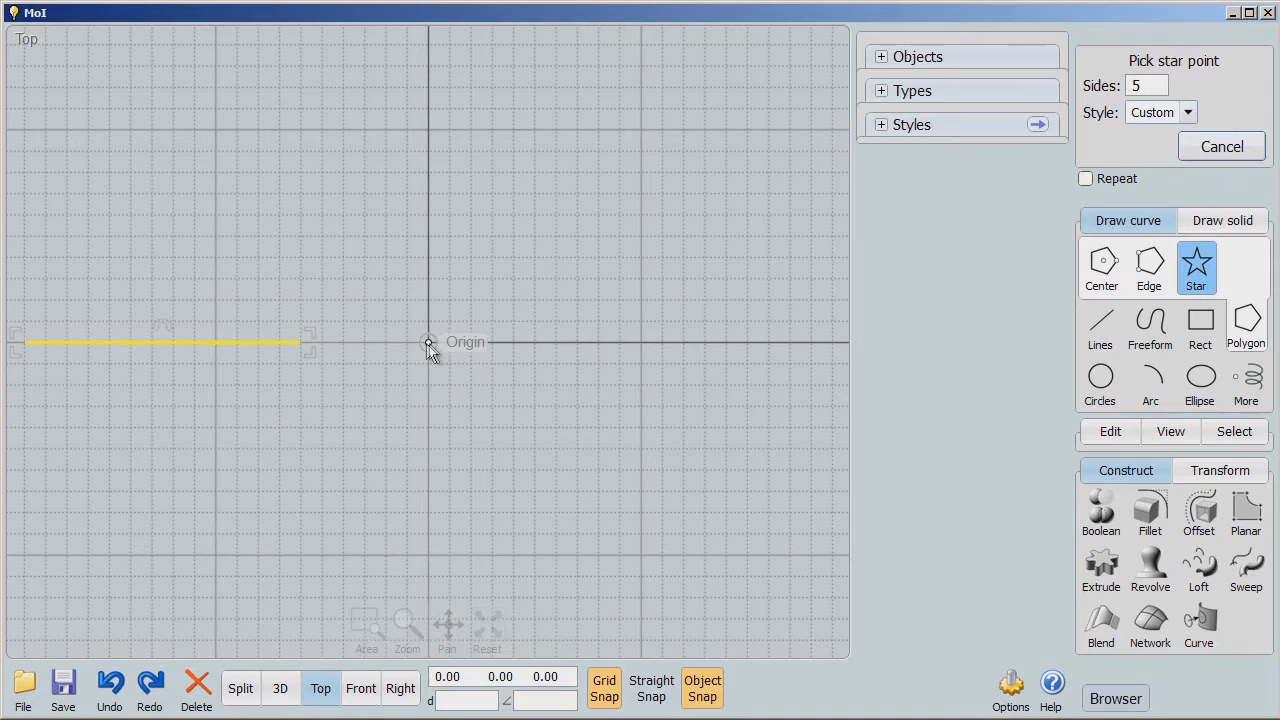 MoI
Top
Origin
Area Zoom Pan Reset
Objects
Types
Styles
Pick star point
Sides: 5
Style: Custom
Cancel
Repeat
Draw curve Draw solid
Center Edge Star
Lines Freeform Rect Polygon
Circles Arc Ellipse More
Edit View Select
Construct Transform
Boolean Fillet Offset Planar
Extrude Revolve Loft Sweep
Blend Network Curve
File Save Undo Redo Delete
Split 3D Top Front Right
0.00 0.00 0.00
d ∠
Grid Snap
Straight Snap
Object Snap
Options Help
Browser